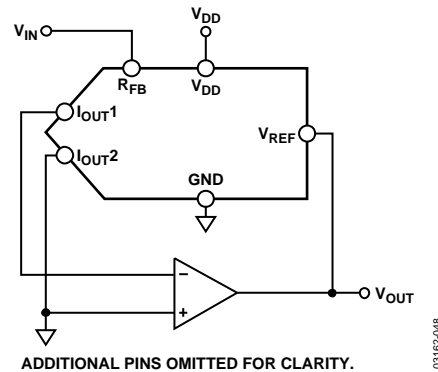 VDD
VIN
RFB
VDD
IOUT1
VREF
IOUT2
GND
−
+
VOUT
ADDITIONAL PINS OMITTED FOR CLARITY.
03162-048